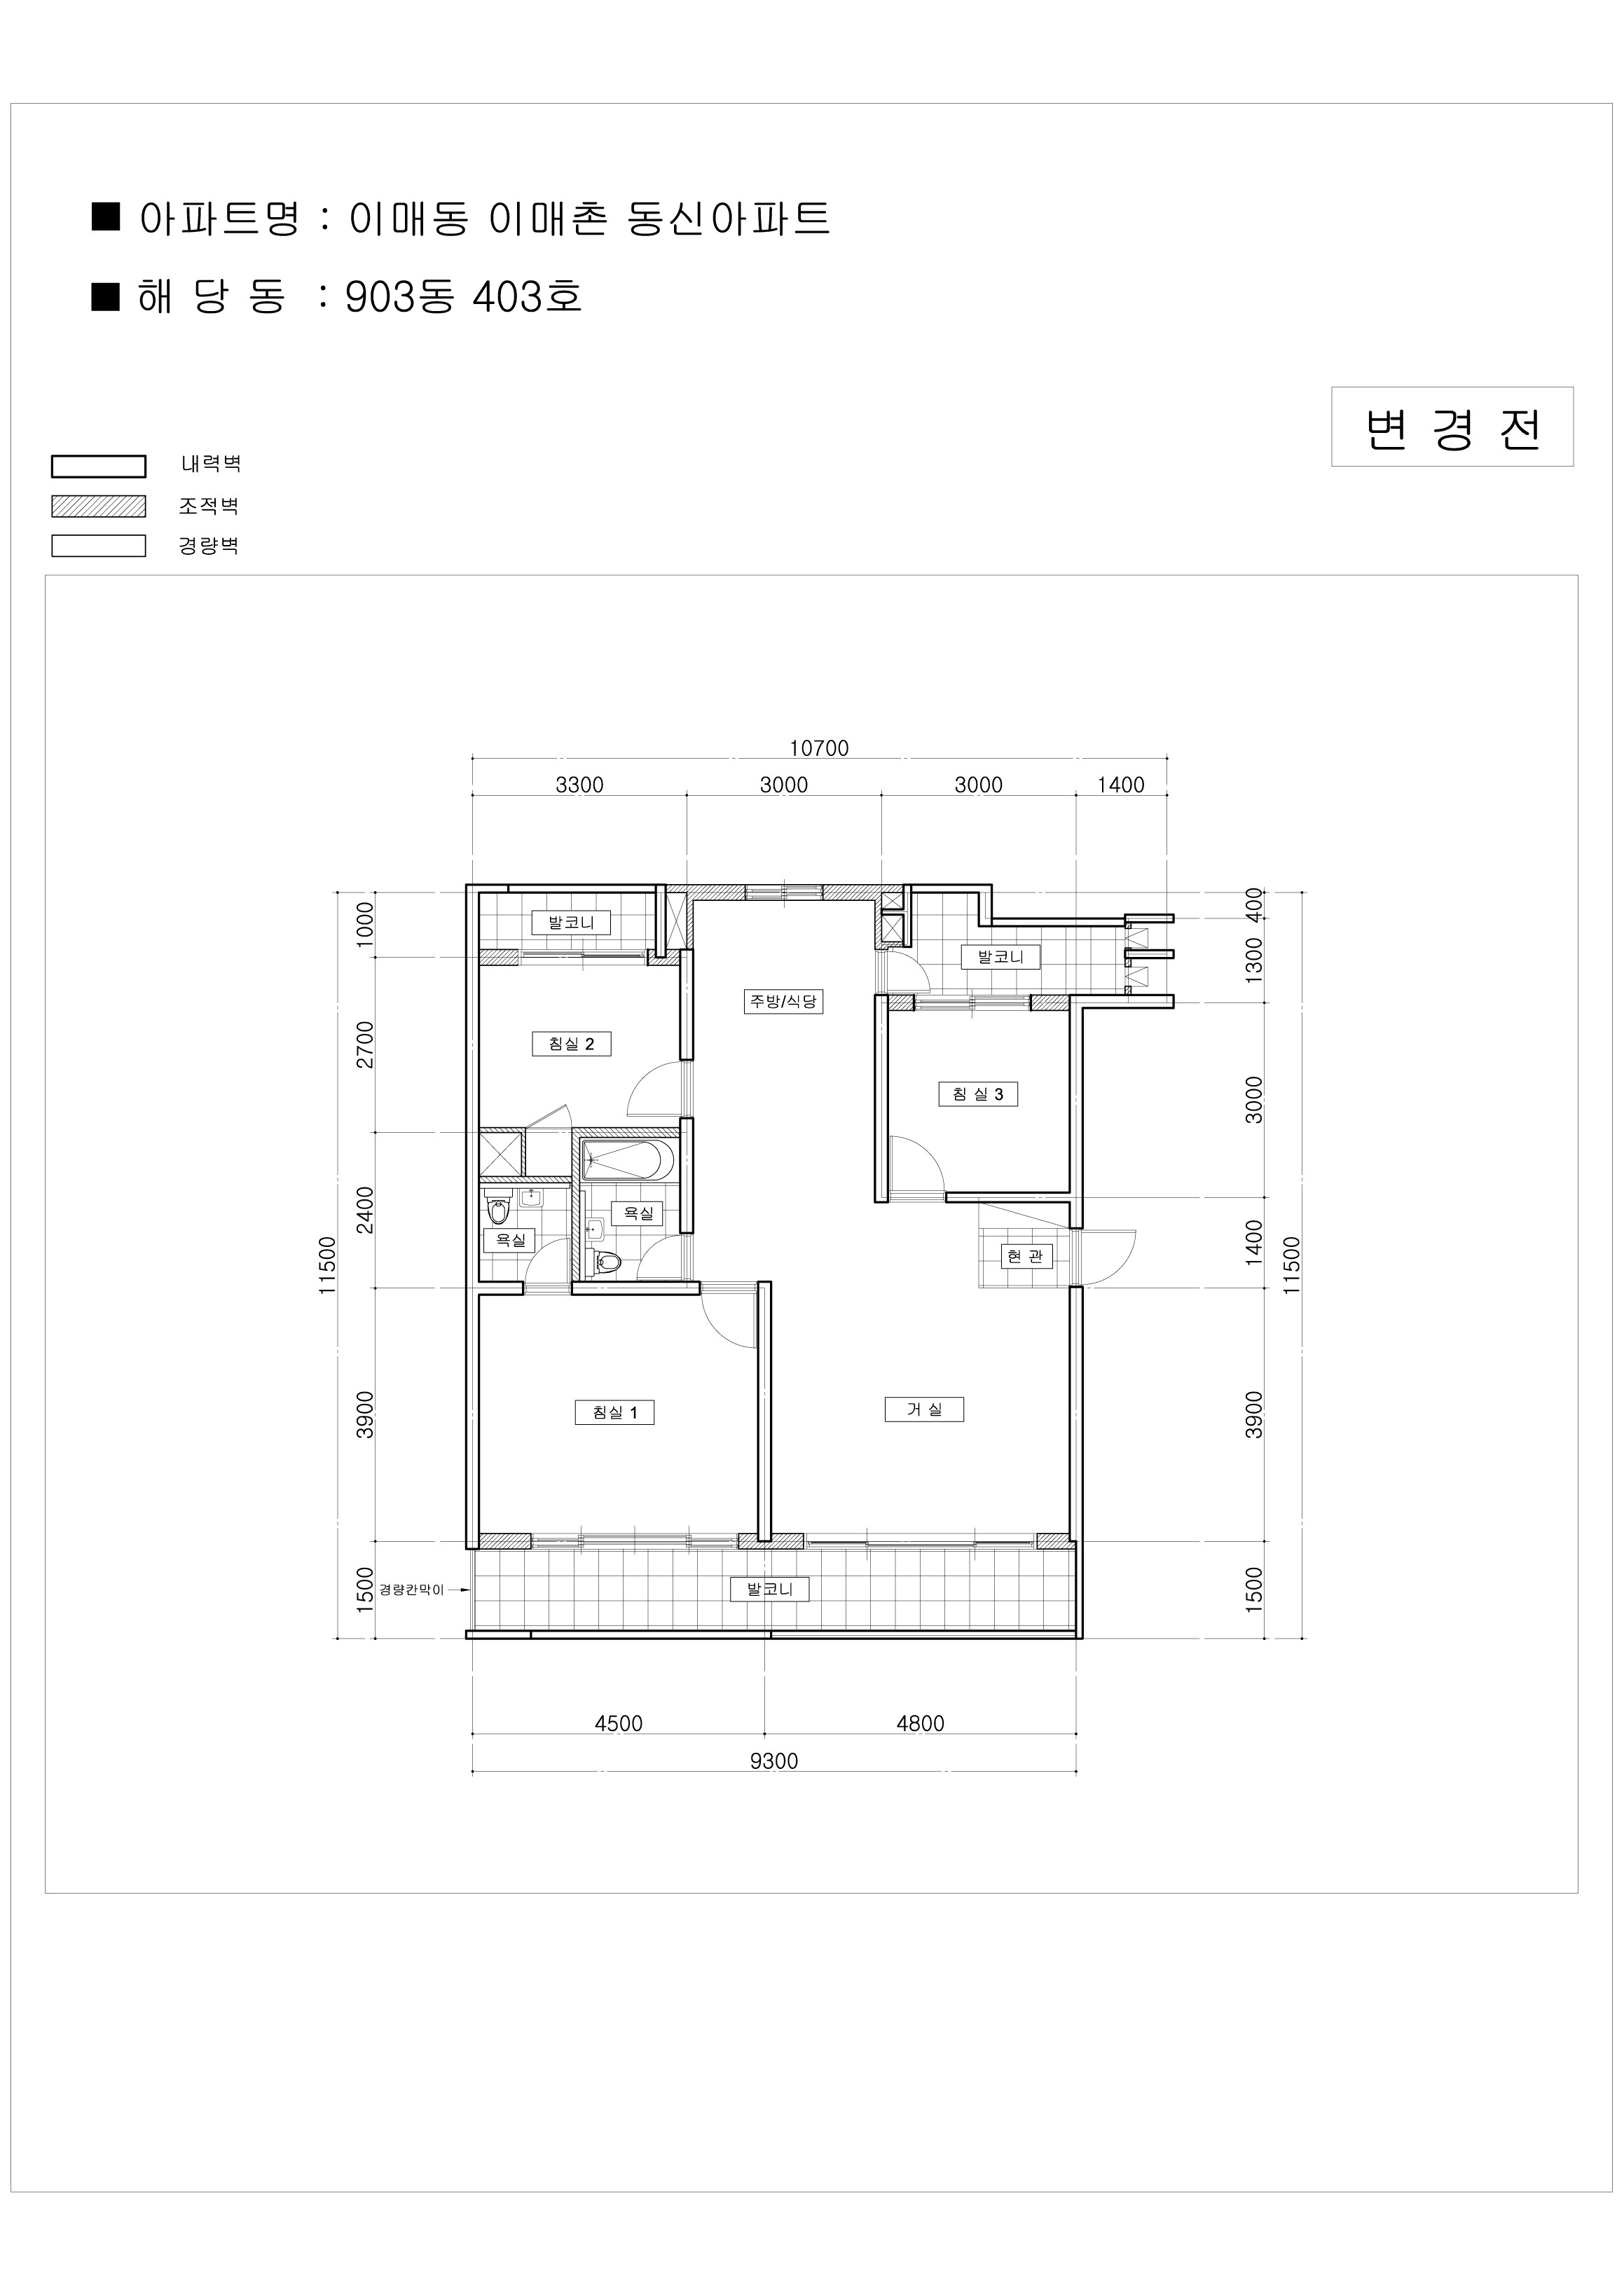 ■ 아파트명 : 이매동 이매촌 동신아파트
■ 해 당 동 : 903동 403호
변 경 전
내력벽
조적벽
경량벽
10700
3300 3000 3000 1400
발코니
발코니
주방/식당
침실 2
침 실 3
욕실
욕실
현 관
침실 1
거 실
경량칸막이
발코니
1000
2700
2400
3900
1500
11500
400
1300
3000
1400
3900
1500
11500
4500 4800
9300